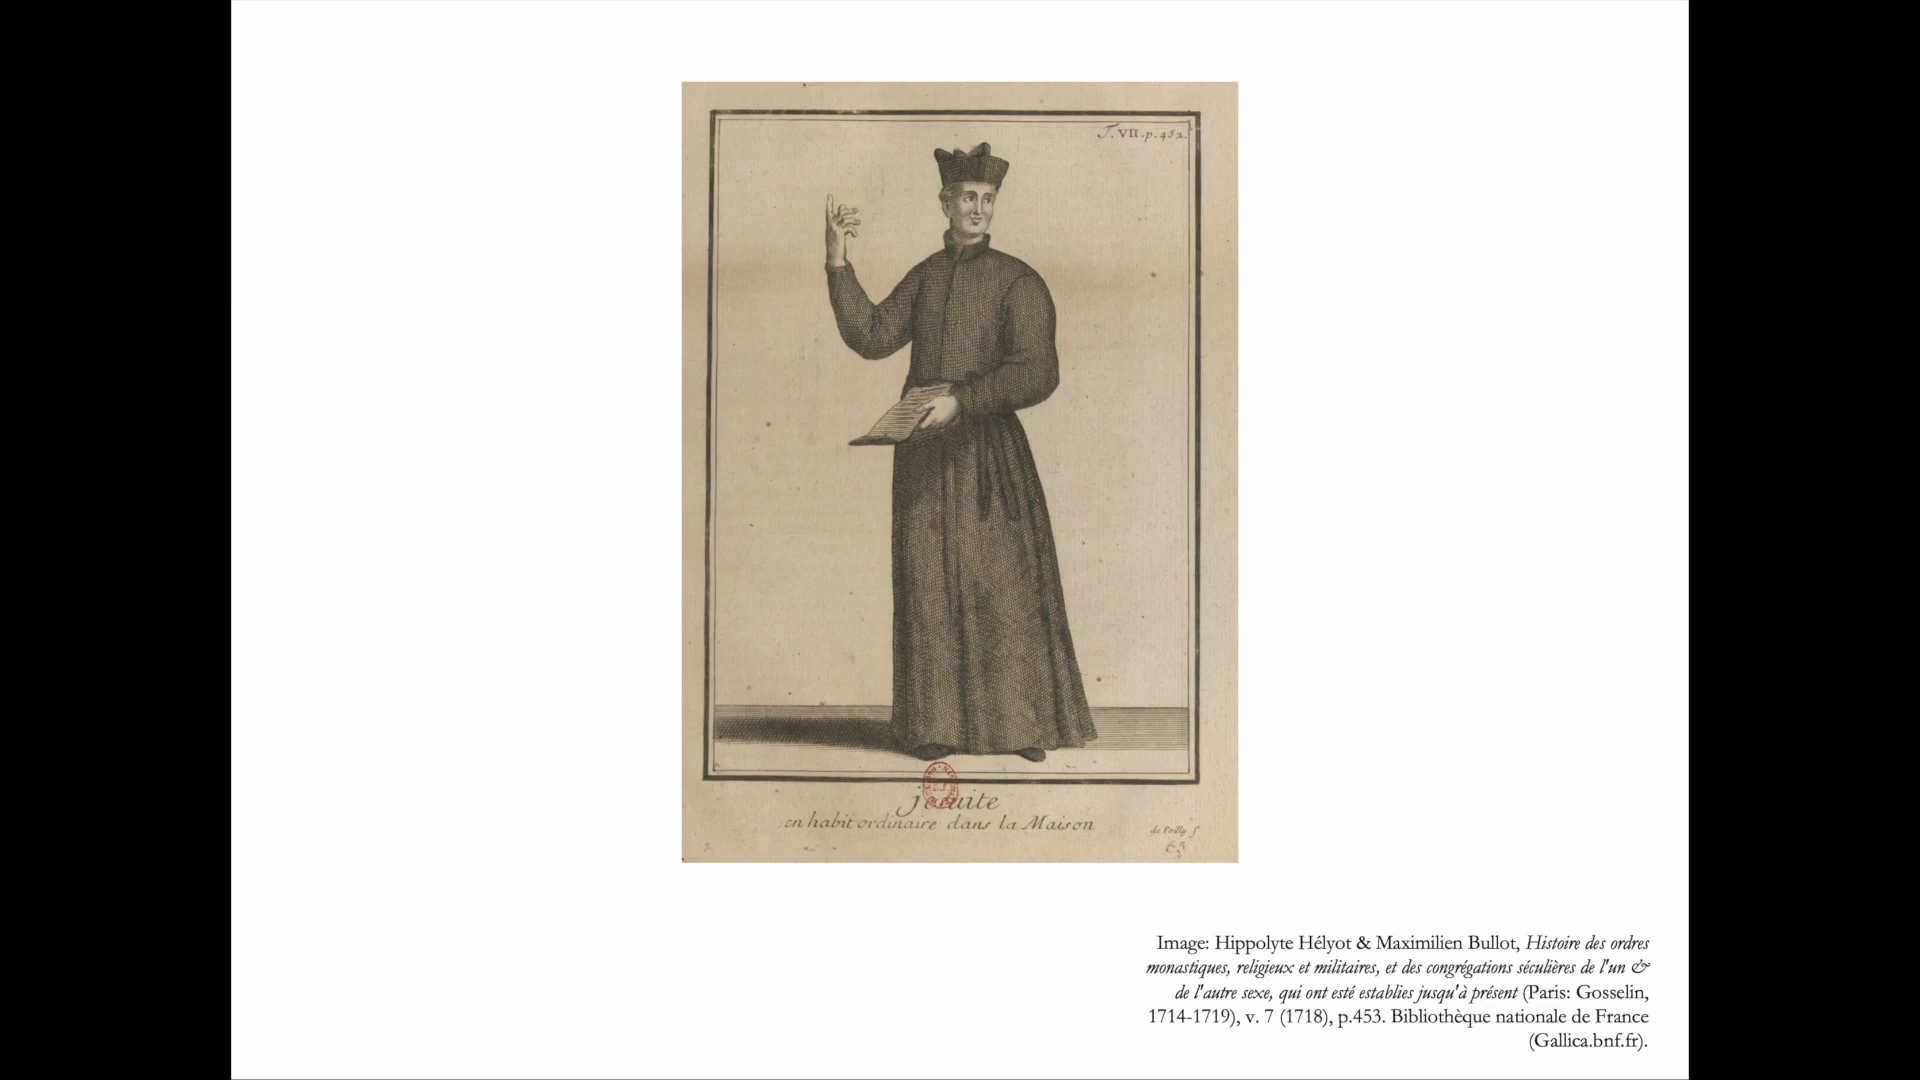 T. VII. p. 452.
jesuite
en habit ordinaire dans la Maison
de Poilly f
65
Image: Hippolyte Hélyot & Maximilien Bullot, Histoire des ordres
monastiques, religieux et militaires, et des congrégations séculières de l'un &
de l'autre sexe, qui ont esté establies jusqu'à présent (Paris: Gosselin,
1714-1719), v. 7 (1718), p.453. Bibliothèque nationale de France
(Gallica.bnf.fr).